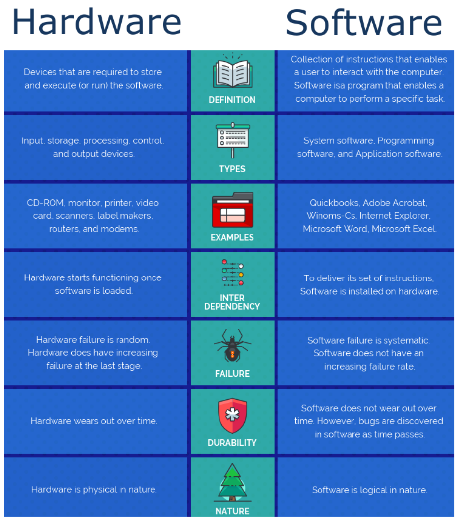 Hardware
Software
Devices that are required to store
and execute (or run) the software.
DEFINITION
Collection of instructions that enables
a user to interact with the computer.
Software isa program that enables a
computer to perform a specific task.
Input, storage, processing, control,
and output devices.
TYPES
System software, Programming
software, and Application software.
CD-ROM, monitor, printer, video
card, scanners, label makers,
routers, and modems.
EXAMPLES
Quickbooks, Adobe Acrobat,
Winoms-Cs, Internet Explorer,
Microsoft Word, Microsoft Excel.
Hardware starts functioning once
software is loaded.
INTER
DEPENDENCY
To deliver its set of instructions,
Software is installed on hardware.
Hardware failure is random.
Hardware does have increasing
failure at the last stage.
FAILURE
Software failure is systematic.
Software does not have an
increasing failure rate.
Hardware wears out over time.
DURABILITY
Software does not wear out over
time. However, bugs are discovered
in software as time passes.
Hardware is physical in nature.
NATURE
Software is logical in nature.